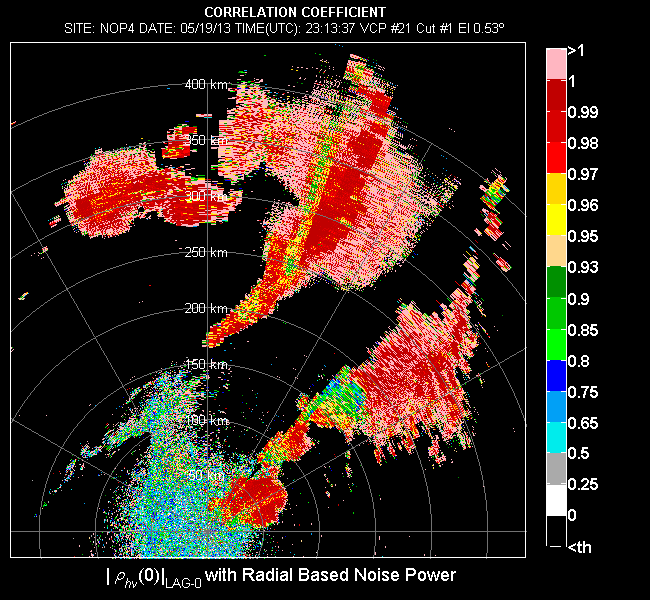 CORRELATION COEFFICIENT
SITE: NOP4 DATE: 05/19/13 TIME(UTC): 23:13:37 VCP #21 Cut #1 El 0.53º
>1
1
0.99
0.98
0.97
0.96
0.95
0.93
0.9
0.85
0.8
0.75
0.65
0.5
0.25
0
<th
400 km
350 km
300 km
250 km
200 km
150 km
100 km
50 km
| ρhv(0)|LAG-0 with Radial Based Noise Power